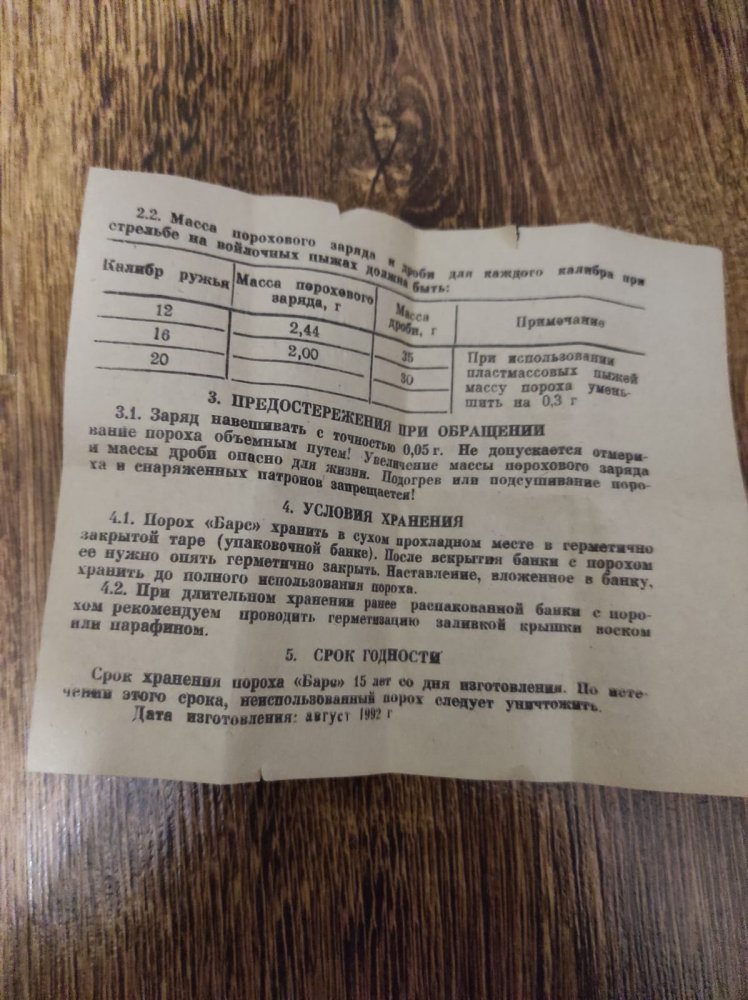 2.2. Масса порохового заряда и дроби для каждого калибра при
стрельбе на войлочных пыжах должна быть:
Калибр ружья Масса порохового заряда, г Масса дроби, г Примечание
12 2,44 35 При использовании
16 2,00 30 пластмассовых пыжей
20 массу пороха умень-
шить на 0,3 г
3. ПРЕДОСТЕРЕЖЕНИЯ ПРИ ОБРАЩЕНИИ
3.1. Заряд навешивать с точностью 0,05 г. Не допускается отмери-
вание пороха объемным путем! Увеличение массы порохового заряда
и массы дроби опасно для жизни. Подогрев или подсушивание поро-
ха и снаряженных патронов запрещается!
4. УСЛОВИЯ ХРАНЕНИЯ
4.1. Порох «Барс» хранить в сухом прохладном месте в герметично
закрытой таре (упаковочной банке). После вскрытия банки с порохом
ее нужно опять герметично закрыть. Наставление, вложенное в банку,
хранить до полного использования пороха.
4.2. При длительном хранении ранее распакованной банки с поро-
хом рекомендуем проводить герметизацию заливкой крышки воском
или парафином.
5. СРОК ГОДНОСТИ
Срок хранения пороха «Барс» 15 лет со дня изготовления. По исте-
чении этого срока, неиспользованный порох следует уничтожить.
Дата изготовления: август 1992 г